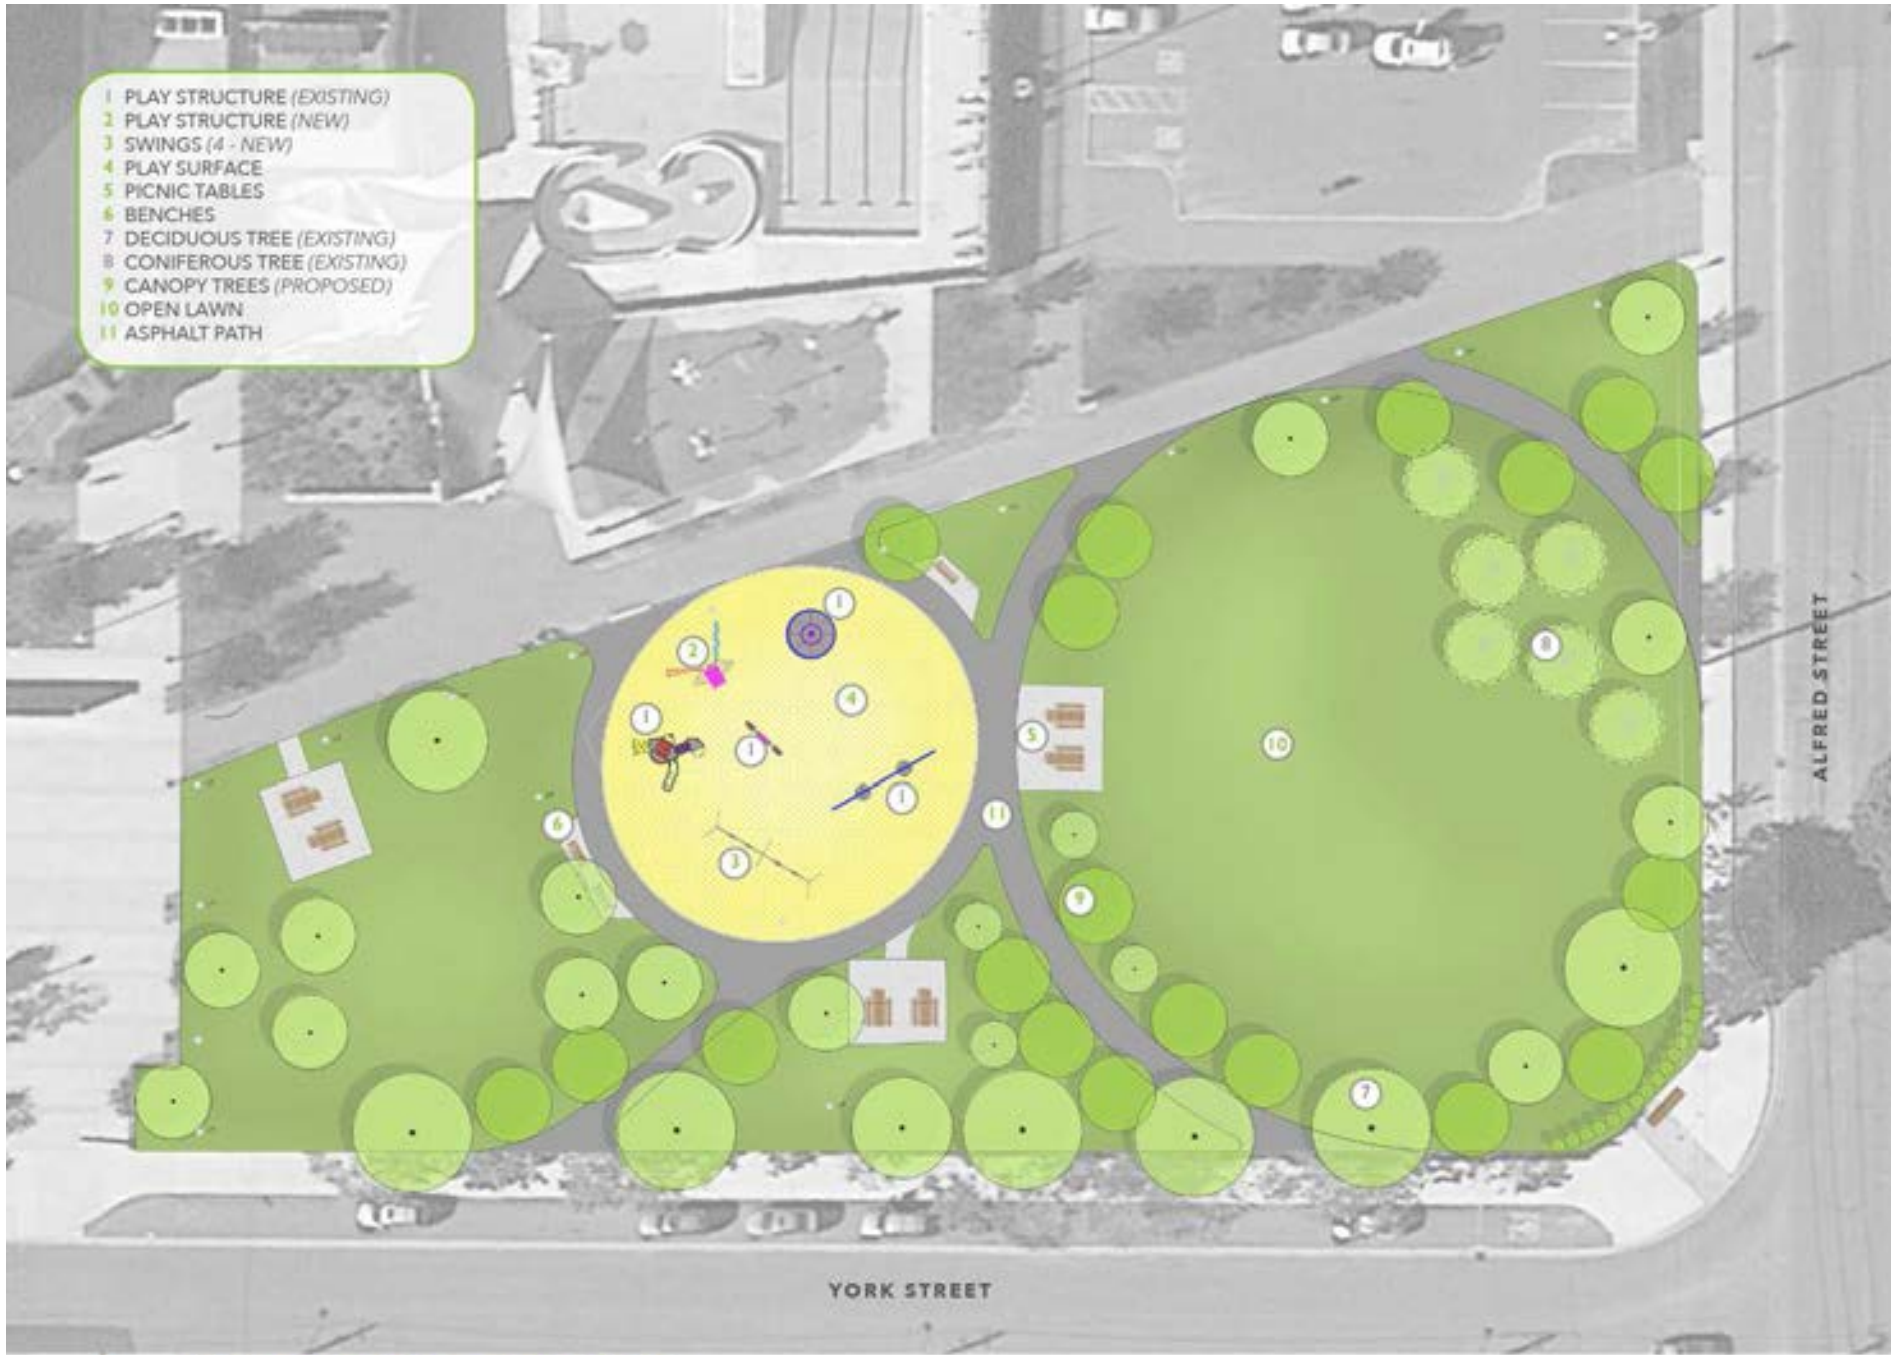 1 PLAY STRUCTURE (EXISTING)
2 PLAY STRUCTURE (NEW)
3 SWINGS (4 - NEW)
4 PLAY SURFACE
5 PICNIC TABLES
6 BENCHES
7 DECIDUOUS TREE (EXISTING)
8 CONIFEROUS TREE (EXISTING)
9 CANOPY TREES (PROPOSED)
10 OPEN LAWN
11 ASPHALT PATH
1
2
8
4
1
1
5
10
1
11
6
3
9
7
ALFRED STREET
YORK STREET